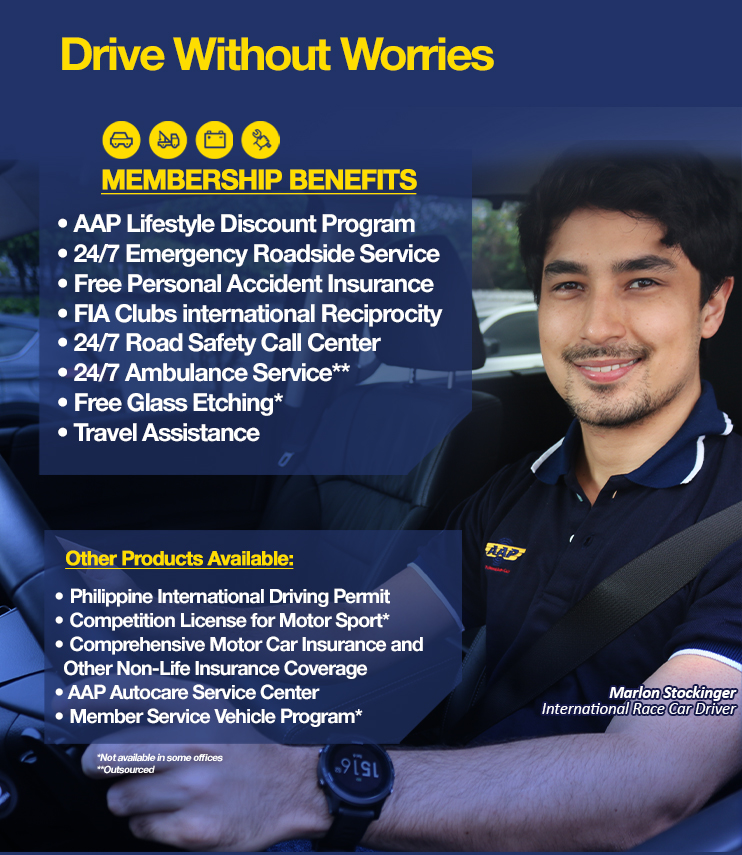 Drive Without Worries
MEMBERSHIP BENEFITS
• AAP Lifestyle Discount Program
• 24/7 Emergency Roadside Service
• Free Personal Accident Insurance
• FIA Clubs international Reciprocity
• 24/7 Road Safety Call Center
• 24/7 Ambulance Service**
• Free Glass Etching*
• Travel Assistance
AAP
Other Products Available:
• Philippine International Driving Permit
• Competition License for Motor Sport*
• Comprehensive Motor Car Insurance and
Other Non-Life Insurance Coverage
• AAP Autocare Service Center
• Member Service Vehicle Program*
Marlon Stockinger
International Race Car Driver
*Not available in some offices
**Outsourced